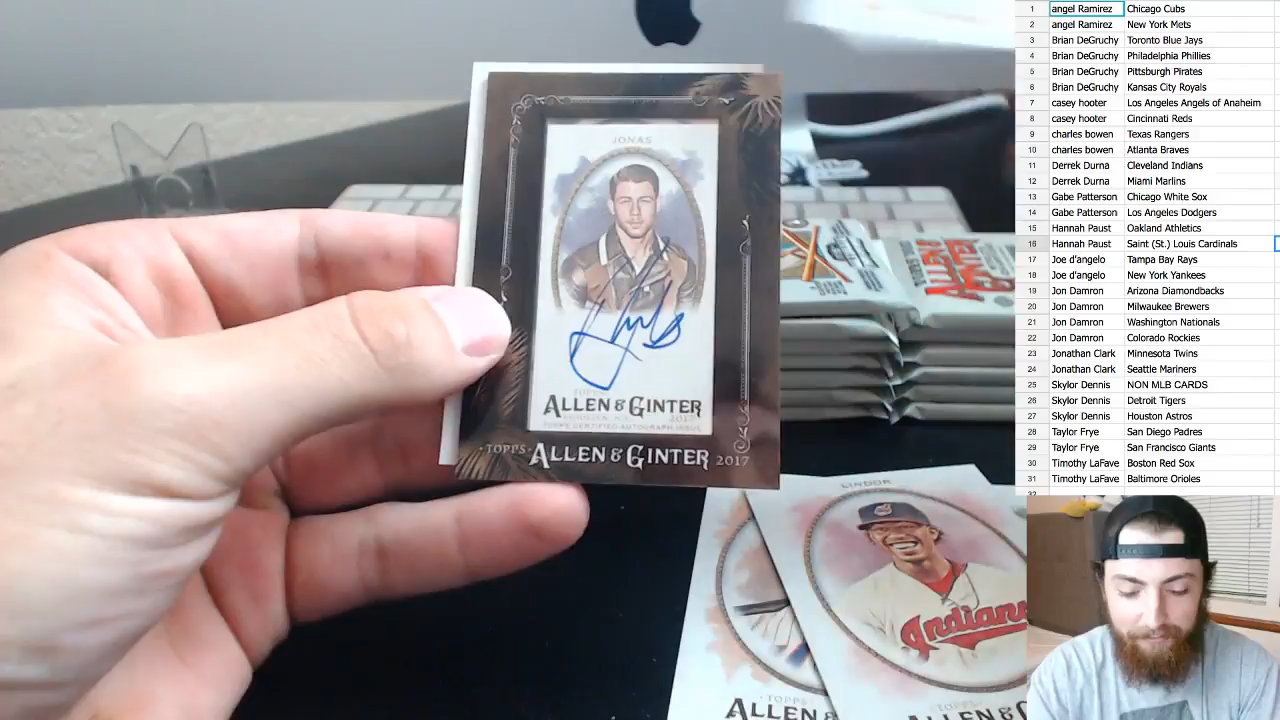 JONAS
TOPPS
ALLEN & GINTER
2017
TOPPS CERTIFIED AUTOGRAPH ISSUE
·TOPPS· ALLEN & GINTER 2017
ALLEN &
GINTER
LINDOR
Indians
TOPPS
ALLEN &
TOPPS
ALLEN & G
1 angel Ramirez Chicago Cubs
2 angel Ramirez New York Mets
3 Brian DeGruchy Toronto Blue Jays
4 Brian DeGruchy Philadelphia Phillies
5 Brian DeGruchy Pittsburgh Pirates
6 Brian DeGruchy Kansas City Royals
7 casey hooter Los Angeles Angels of Anaheim
8 casey hooter Cincinnati Reds
9 charles bowen Texas Rangers
10 charles bowen Atlanta Braves
11 Derrek Durna Cleveland Indians
12 Derrek Durna Miami Marlins
13 Gabe Patterson Chicago White Sox
14 Gabe Patterson Los Angeles Dodgers
15 Hannah Paust Oakland Athletics
16 Hannah Paust Saint (St.) Louis Cardinals
17 Joe d'angelo Tampa Bay Rays
18 Joe d'angelo New York Yankees
19 Jon Damron Arizona Diamondbacks
20 Jon Damron Milwaukee Brewers
21 Jon Damron Washington Nationals
22 Jon Damron Colorado Rockies
23 Jonathan Clark Minnesota Twins
24 Jonathan Clark Seattle Mariners
25 Skylor Dennis NON MLB CARDS
26 Skylor Dennis Detroit Tigers
27 Skylor Dennis Houston Astros
28 Taylor Frye San Diego Padres
29 Taylor Frye San Francisco Giants
30 Timothy LaFave Boston Red Sox
31 Timothy LaFave Baltimore Orioles